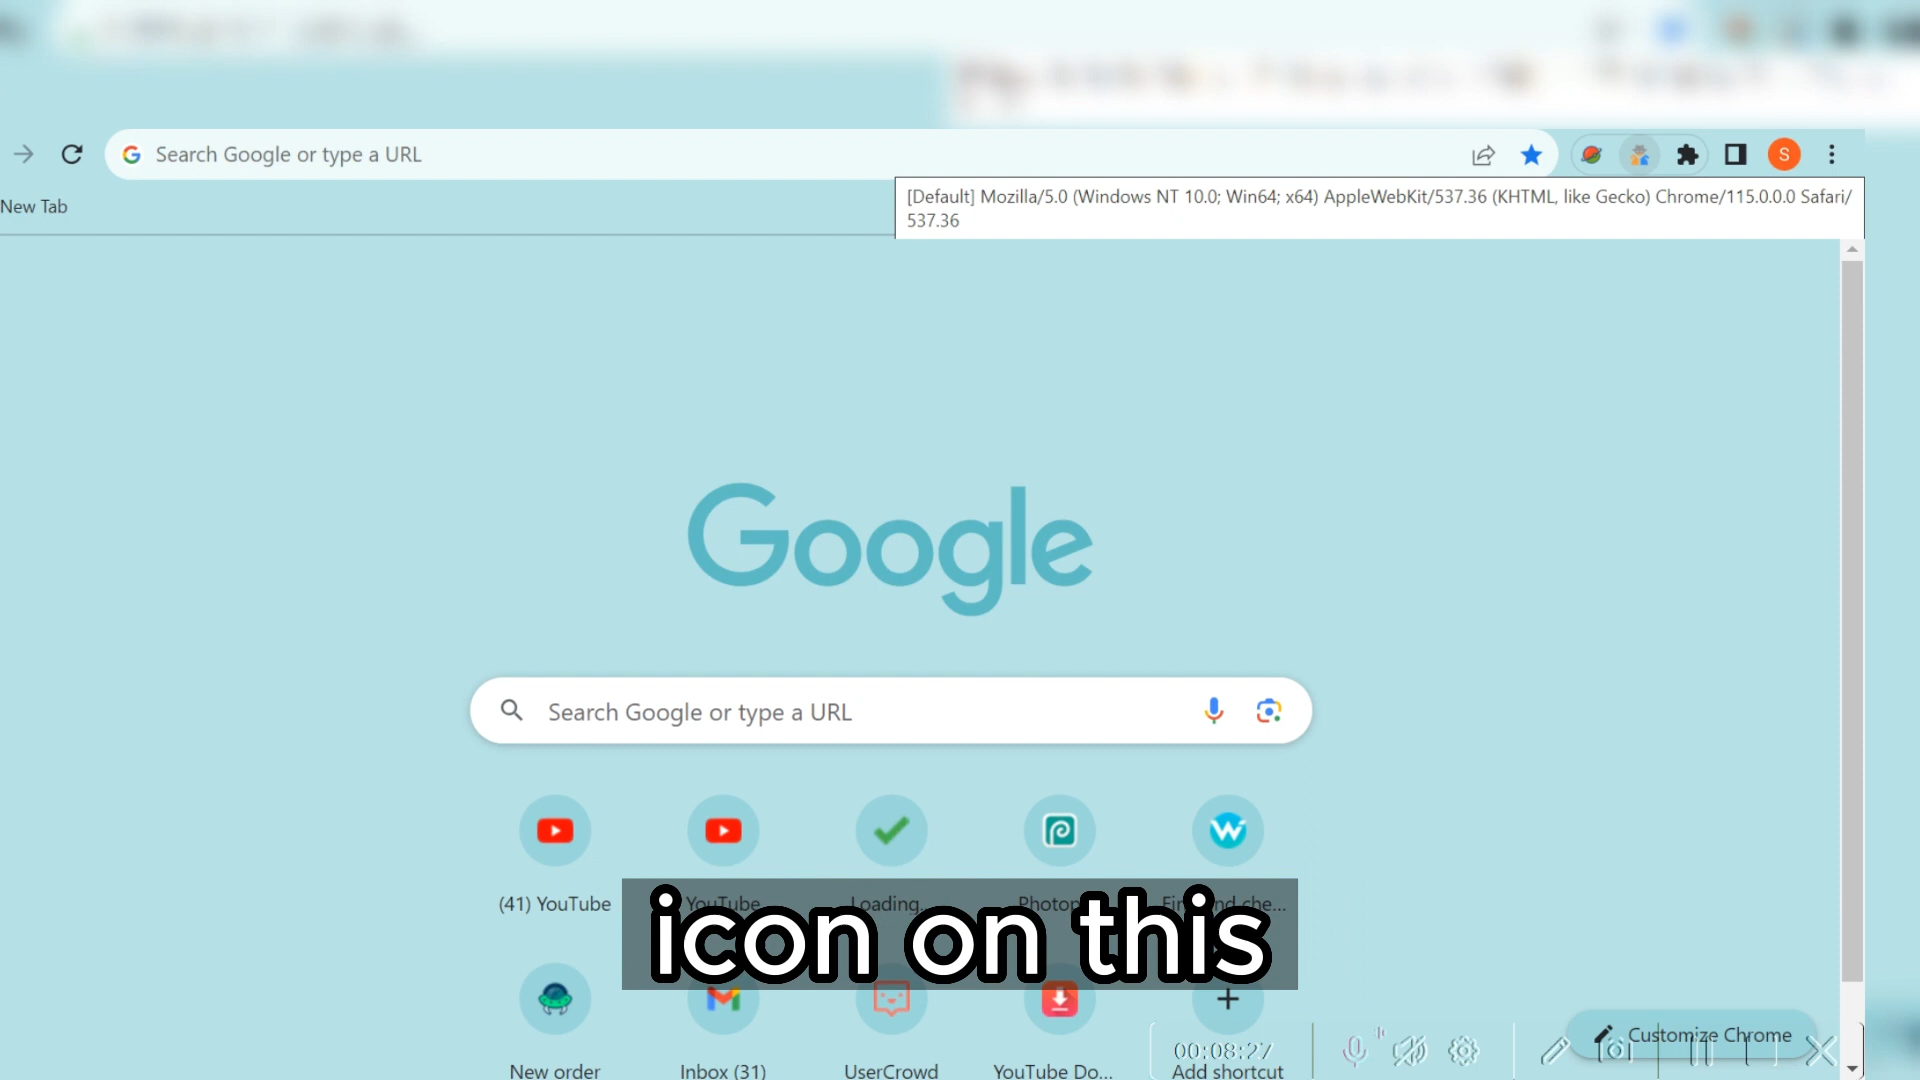 Search Google or type a URL
S
New Tab
[Default] Mozilla/5.0 (Windows NT 10.0; Win64; x64) AppleWebKit/537.36 (KHTML, like Gecko) Chrome/115.0.0.0 Safari/
537.36
Google
Search Google or type a URL
(41) YouTube
YouTube
Loading...
icon on this
New order
Inbox (31)
UserCrowd
YouTube Do...
Add shortcut
00:08:27
Customize Chrome